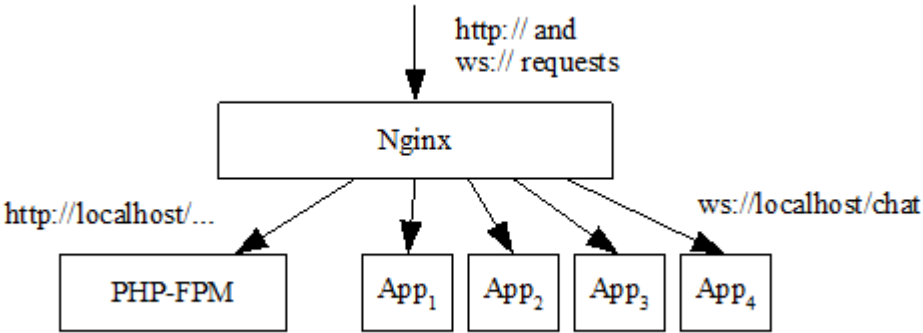 http:// and
ws:// requests
Nginx
http://localhost/...
ws://localhost/chat
PHP-FPM
App₁
App₂
App₃
App₄